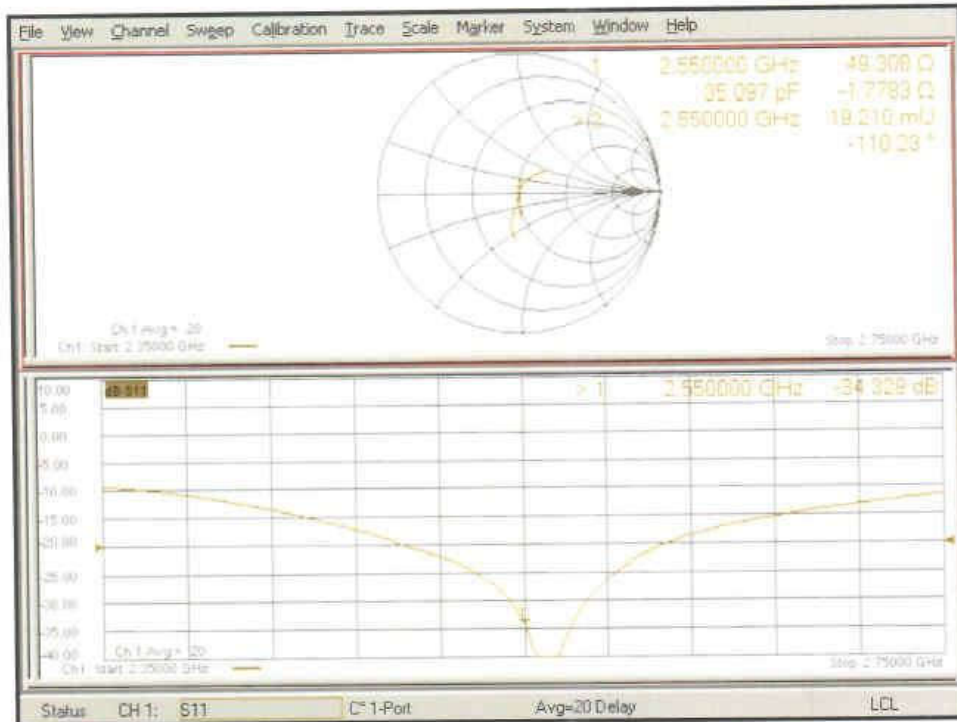 File View Channel Sweep Calibration Trace Scale Marker System Window Help
1 2.550000 GHz 49.308 Ω
35.097 pF -1.7783 Ω
> 2 2.550000 GHz 19.210 mU
-110.23 °
Ch 1 Avg = 20
Ch1: Start 2.35000 GHz
Stop 2.75000 GHz
10.00 dB-S11 > 1 2.550000 GHz -34.329 dB
5.00
0.00
-5.00
-10.00
-15.00
-20.00
-25.00
-30.00
-35.00
-40.00
Ch 1 Avg = 20
Ch1: Start 2.35000 GHz
Stop 2.75000 GHz
Status CH 1: S11 C* 1-Port Avg=20 Delay LCL